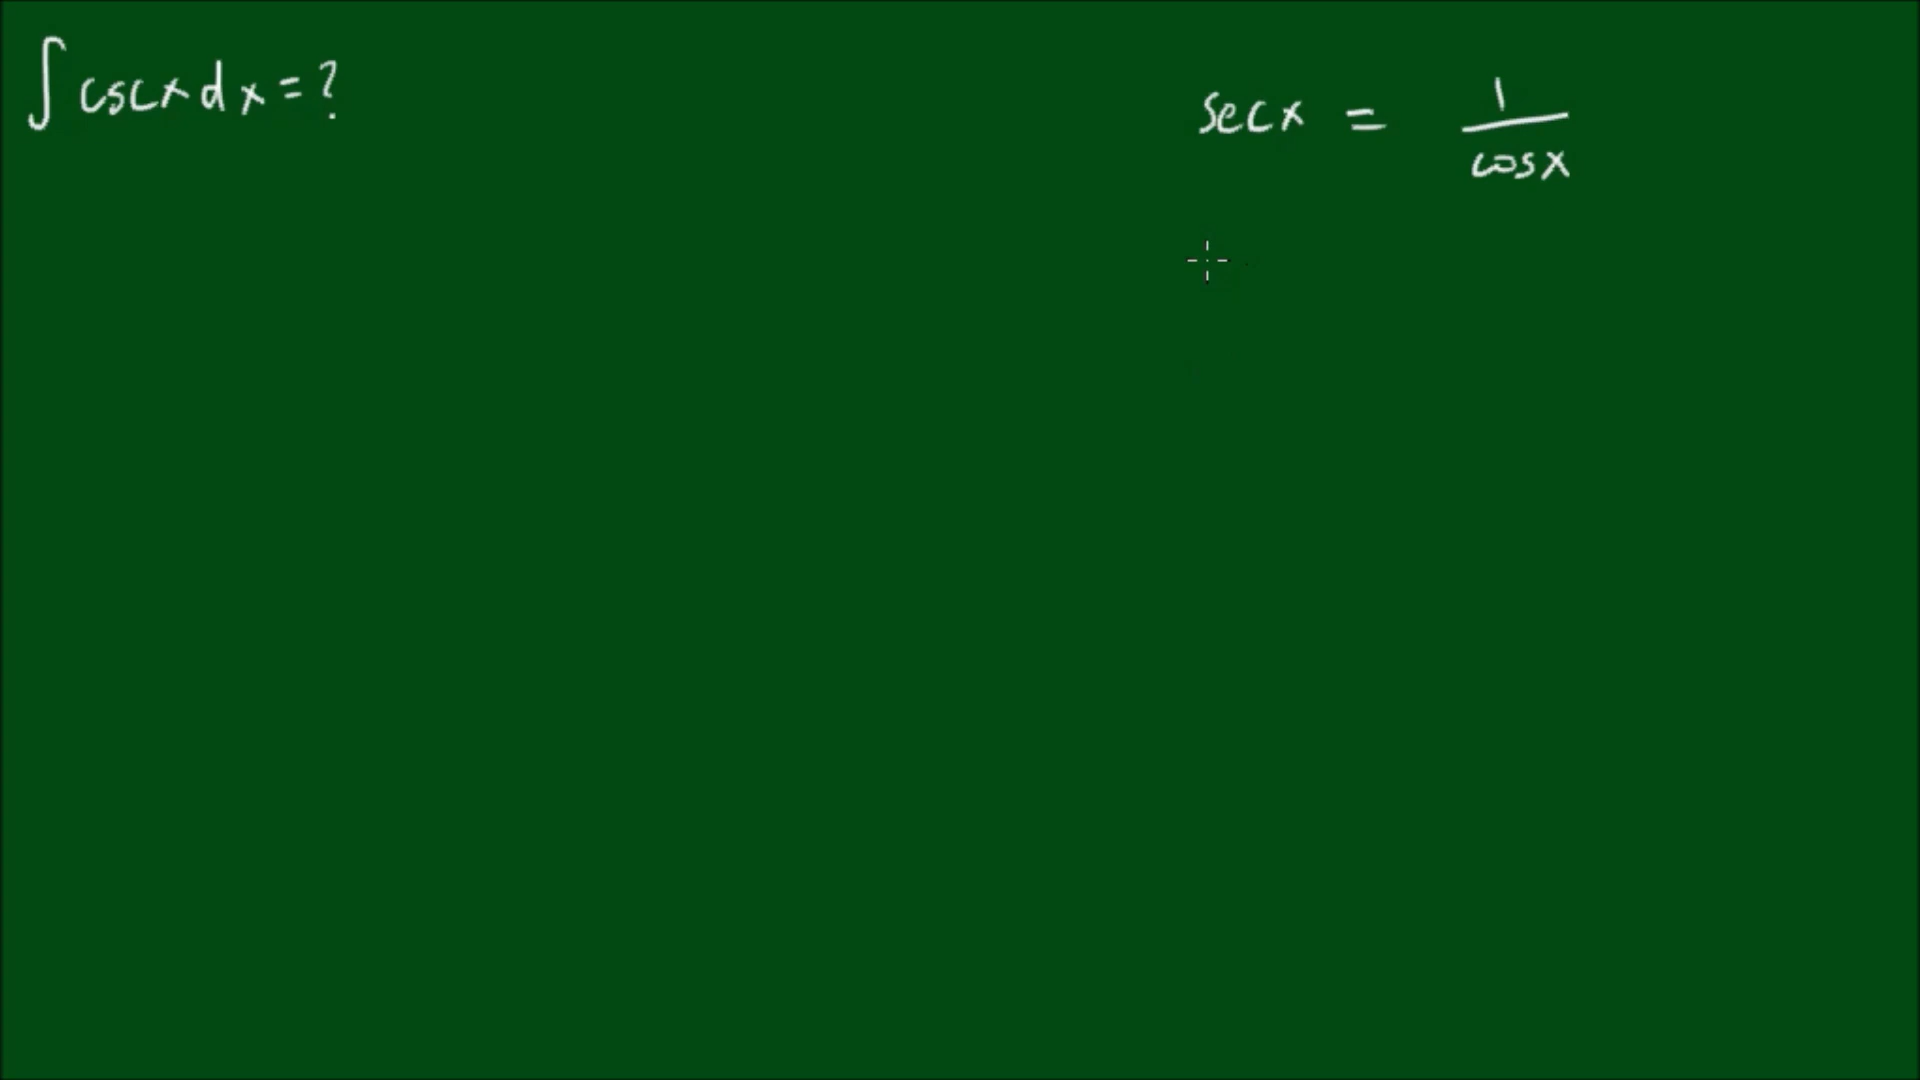 ∫ cscx dx = ?
secx = 1/cosx